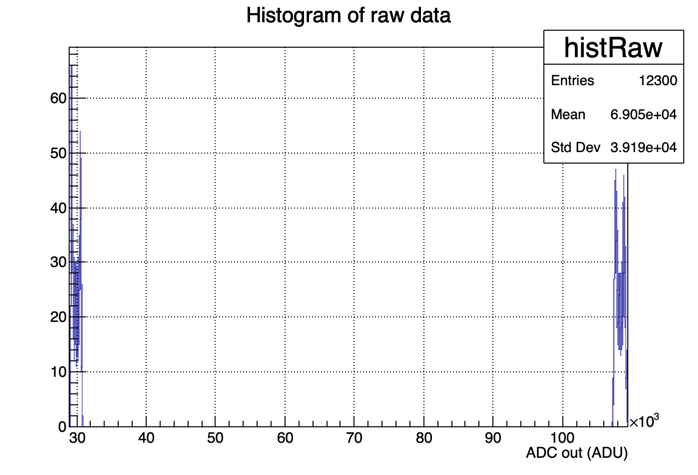 Histogram of raw data
histRaw
Entries 12300
Mean 6.905e+04
Std Dev 3.919e+04
60
50
40
30
20
10
0
30 40 50 60 70 80 90 100
×10³
ADC out (ADU)